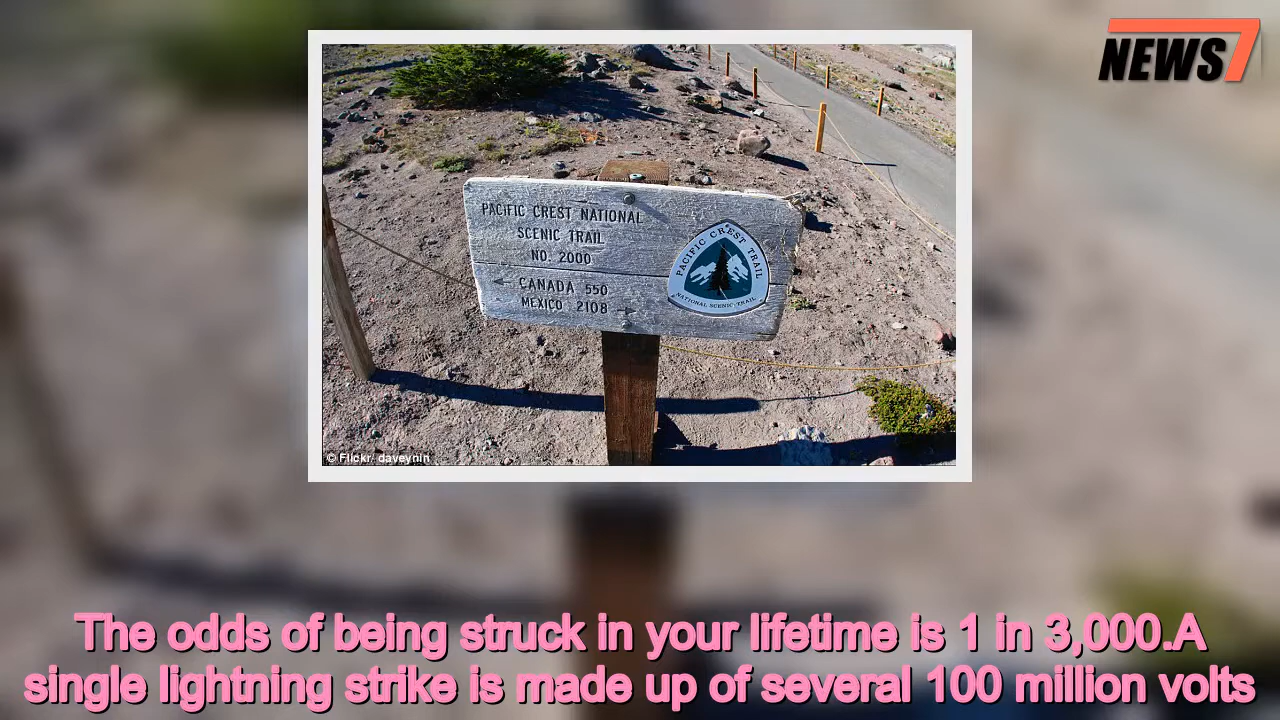 NEWS7
PACIFIC CREST NATIONAL
SCENIC TRAIL
NO. 2000
CANADA 550
MEXICO 2108
PACIFIC CREST TRAIL
NATIONAL SCENIC TRAIL
© Flickr/ daveynin
The odds of being struck in your lifetime is 1 in 3,000.A
single lightning strike is made up of several 100 million volts